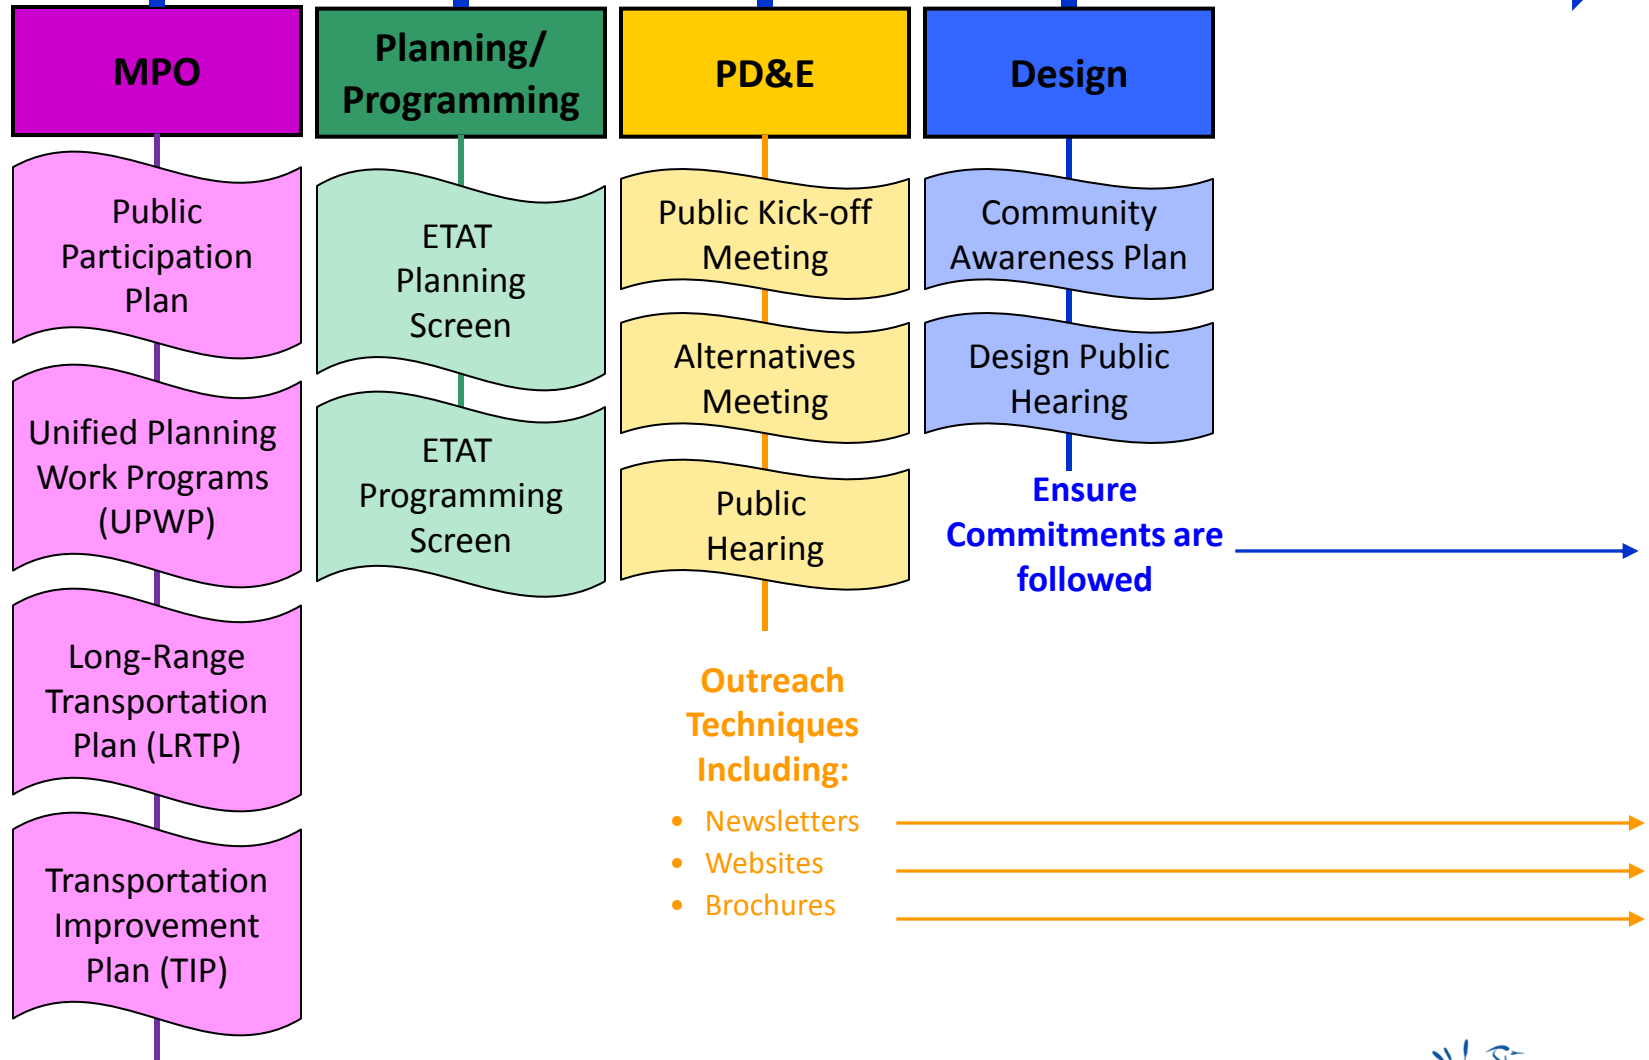 MPO
Public
Participation
Plan
Unified Planning
Work Programs
(UPWP)
Long-Range
Transportation
Plan (LRTP)
Transportation
Improvement
Plan (TIP)
Planning/
Programming
ETAT
Planning
Screen
ETAT
Programming
Screen
PD&E
Public Kick-off
Meeting
Alternatives
Meeting
Public
Hearing
Outreach
Techniques
Including:
• Newsletters
• Websites
• Brochures
Design
Community
Awareness Plan
Design Public
Hearing
Ensure
Commitments are
followed